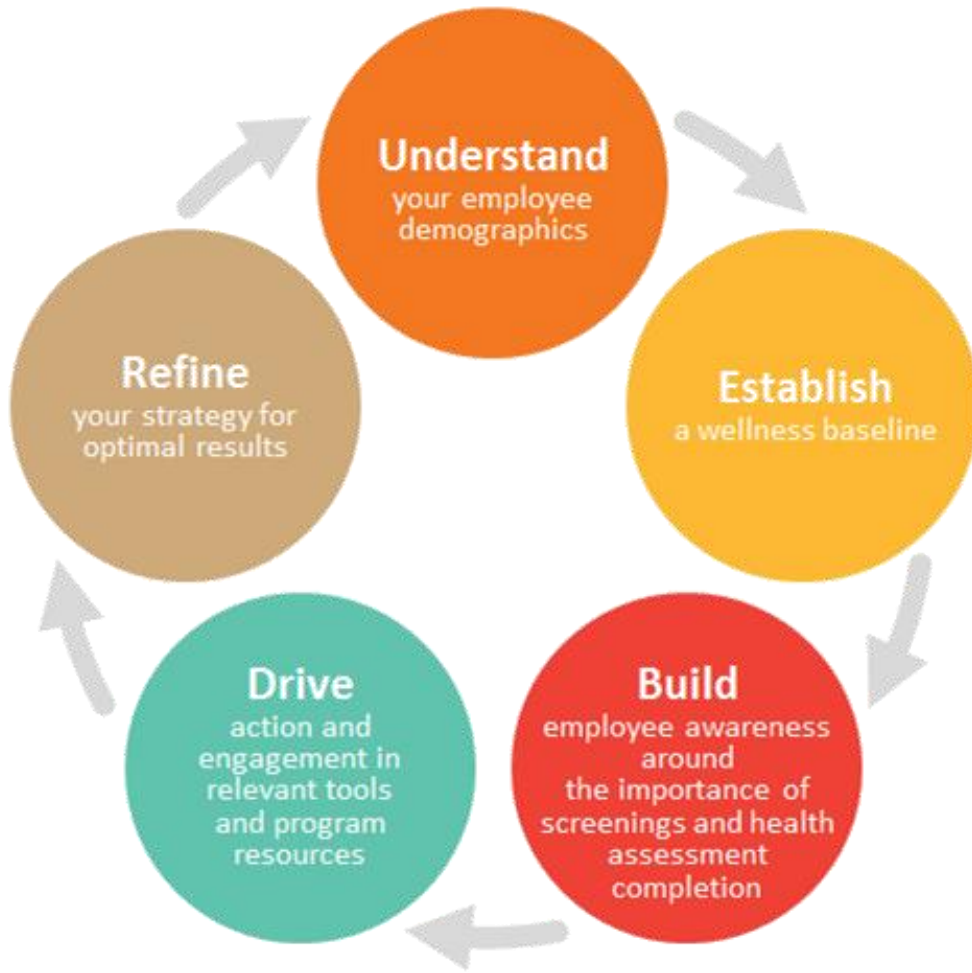 Understand
your employee
demographics
Establish
a wellness baseline
Build
employee awareness
around
the importance of
screenings and health
assessment
completion
Drive
action and
engagement in
relevant tools
and program
resources
Refine
your strategy for
optimal results